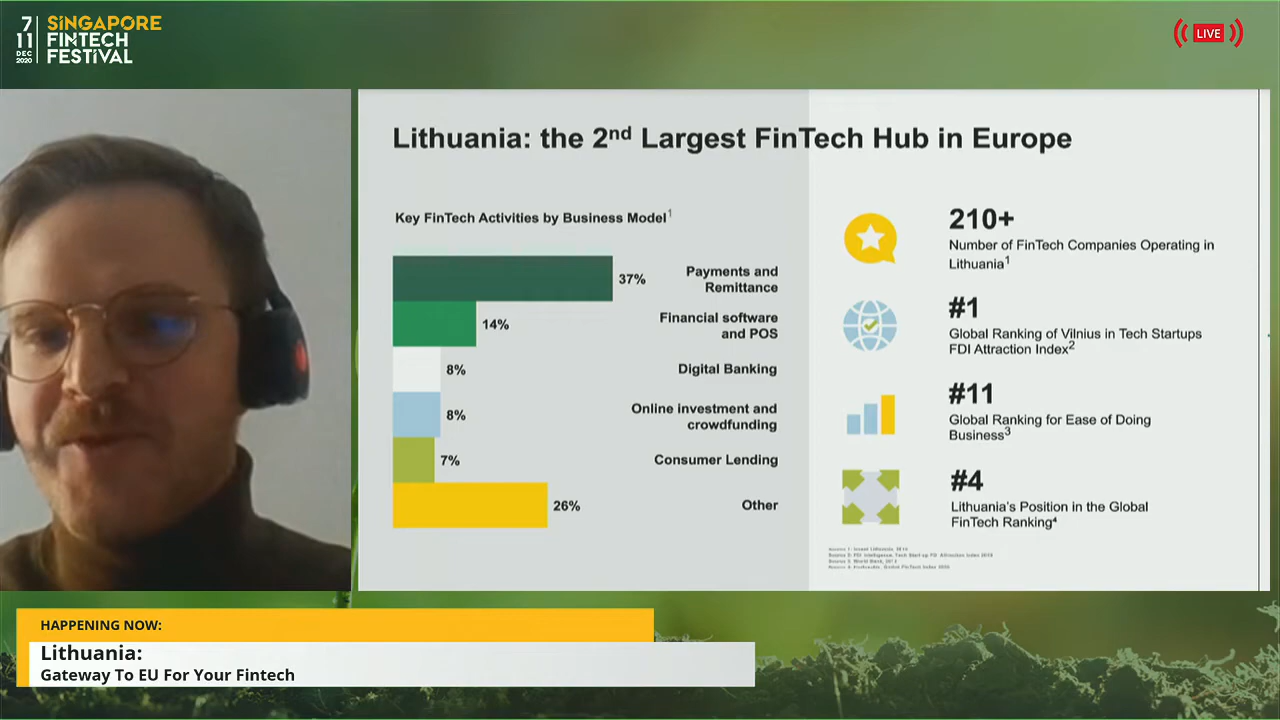 7
11
DEC
2020
SINGAPORE
FINTECH
FESTIVAL
LIVE
Lithuania: the 2nd Largest FinTech Hub in Europe
Key FinTech Activities by Business Model1
37%
Payments and
Remittance
14%
Financial software
and POS
8%
Digital Banking
8%
Online investment and
crowdfunding
7%
Consumer Lending
26%
Other
210+
Number of FinTech Companies Operating in
Lithuania1
#1
Global Ranking of Vilnius in Tech Startups
FDI Attraction Index2
#11
Global Ranking for Ease of Doing
Business3
#4
Lithuania's Position in the Global
FinTech Ranking4
HAPPENING NOW:
Lithuania:
Gateway To EU For Your Fintech